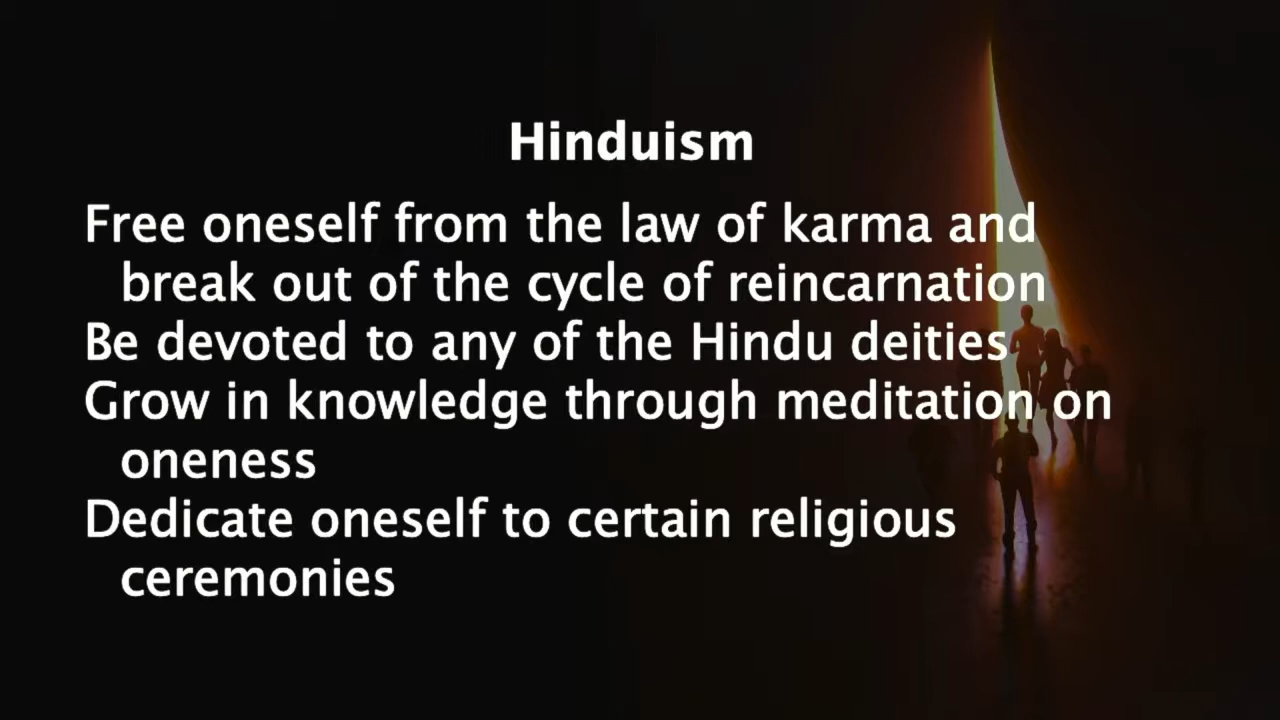 Hinduism
Free oneself from the law of karma and
break out of the cycle of reincarnation
Be devoted to any of the Hindu deities
Grow in knowledge through meditation on
oneness
Dedicate oneself to certain religious
ceremonies